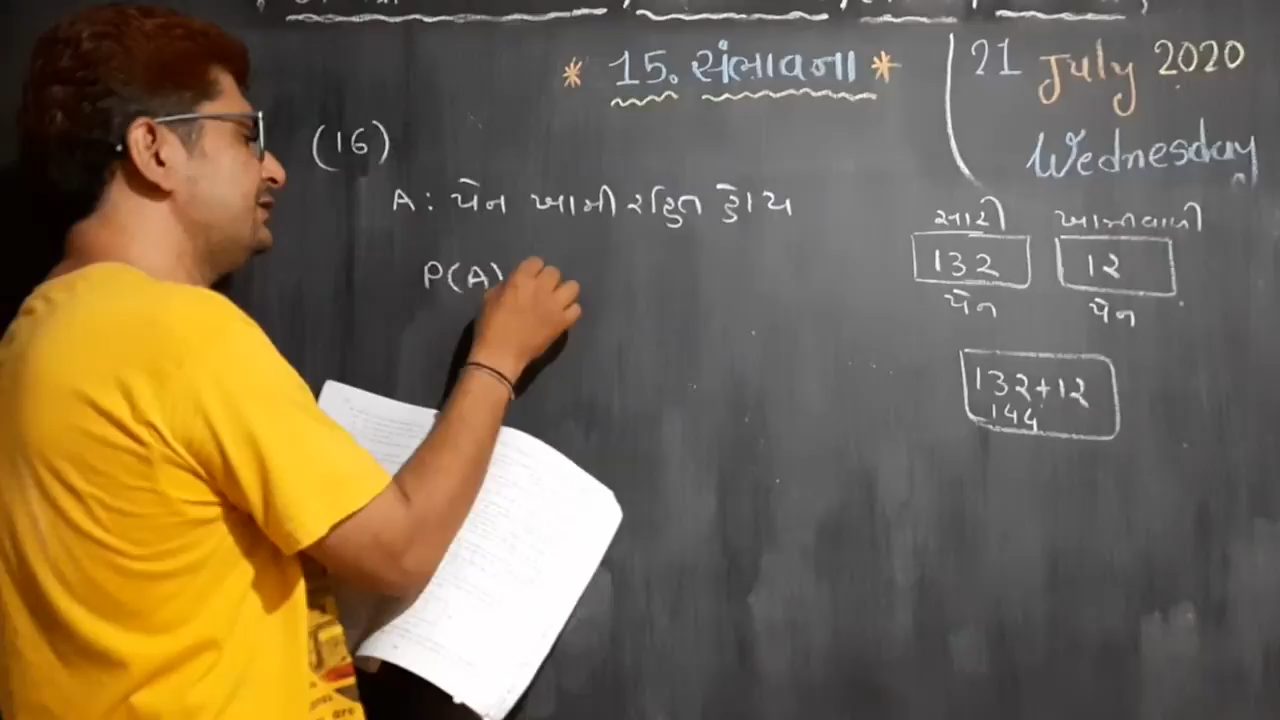 * 15. સંભાવના *
21 July 2020
Wednesday
(16)
A: પેન ખામી રહિત હોય
P(A)
સારી
132
પેન
ખામીવાળી
12
પેન
132+12
144